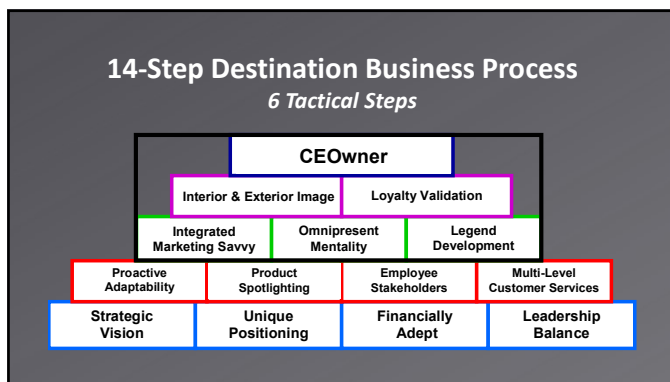 14-Step Destination Business Process
6 Tactical Steps
CEOwner
Interior & Exterior Image
Loyalty Validation
Integrated
Marketing Savvy
Omnipresent
Mentality
Legend
Development
Proactive
Adaptability
Product
Spotlighting
Employee
Stakeholders
Multi-Level
Customer Services
Strategic
Vision
Unique
Positioning
Financially
Adept
Leadership
Balance